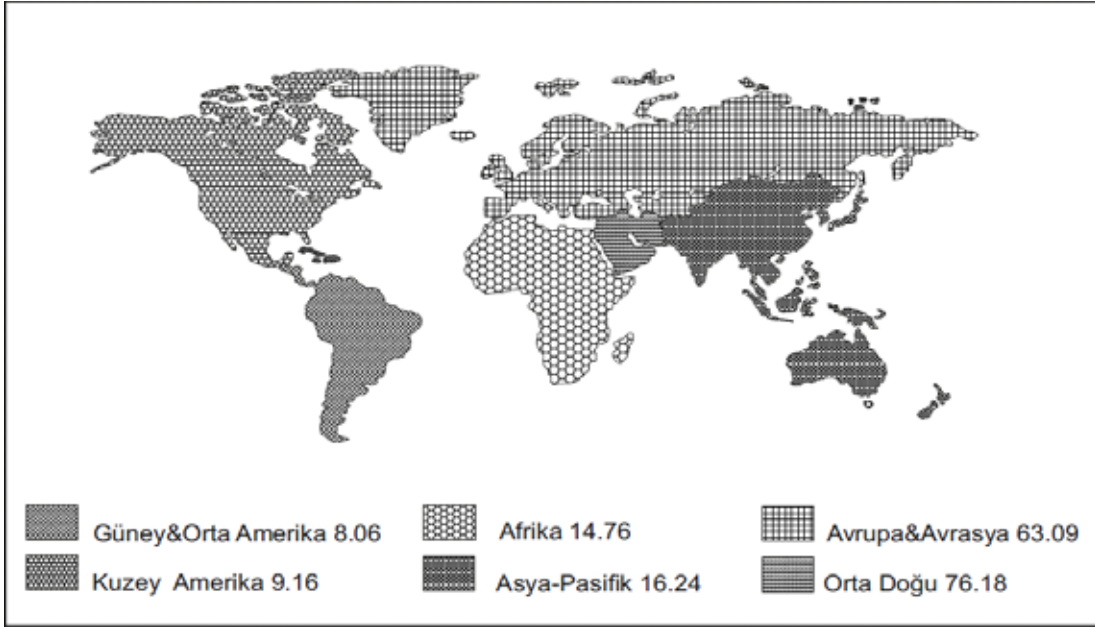 Güney&Orta Amerika 8.06
Afrika 14.76
Avrupa&Avrasya 63.09
Kuzey Amerika 9.16
Asya-Pasifik 16.24
Orta Doğu 76.18